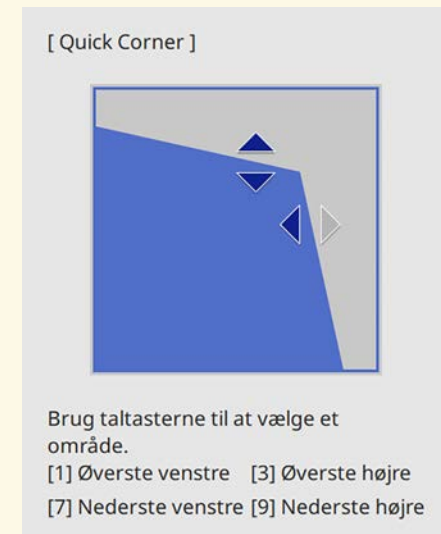 [ Quick Corner ]
Brug taltasterne til at vælge et
område.
[1] Øverste venstre [3] Øverste højre
[7] Nederste venstre [9] Nederste højre